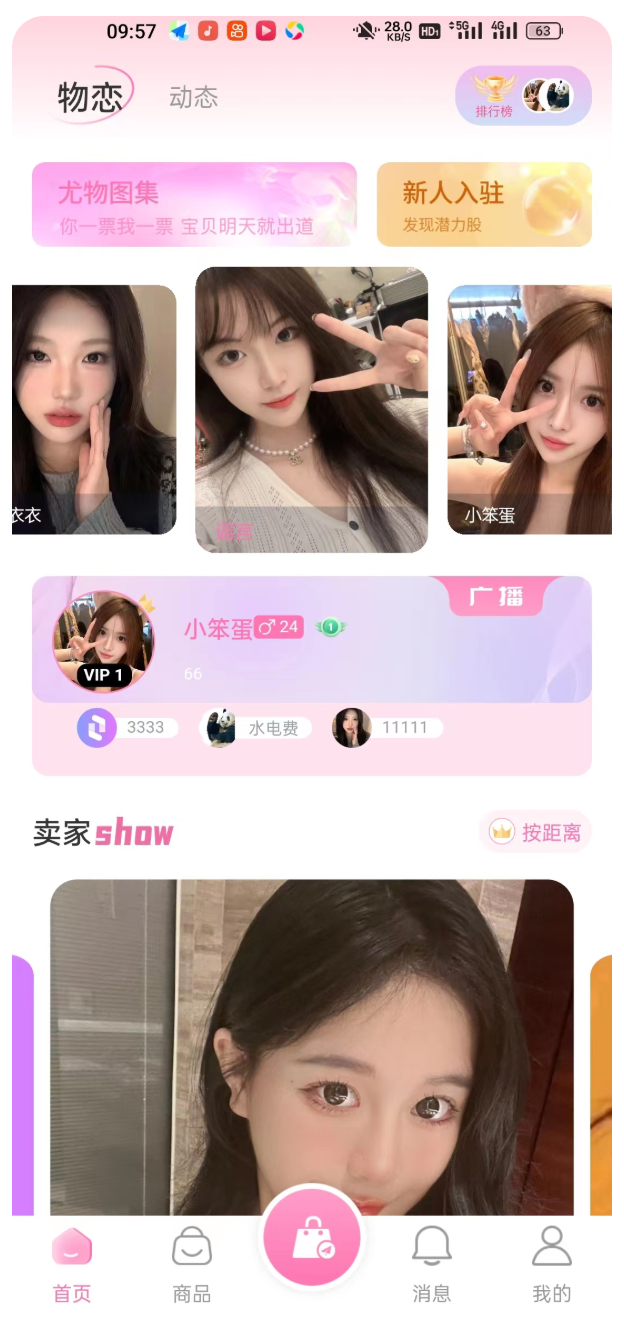 09:57
28.0
KB/S
HD1
5G
4G
63
物恋
动态
排行榜
尤物图集
你一票我一票 宝贝明天就出道
新人入驻
发现潜力股
衣衣
小笨蛋
广播
小笨蛋
24
1
VIP 1
66
3333
水电费
11111
卖家show
按距离
首页
商品
消息
我的